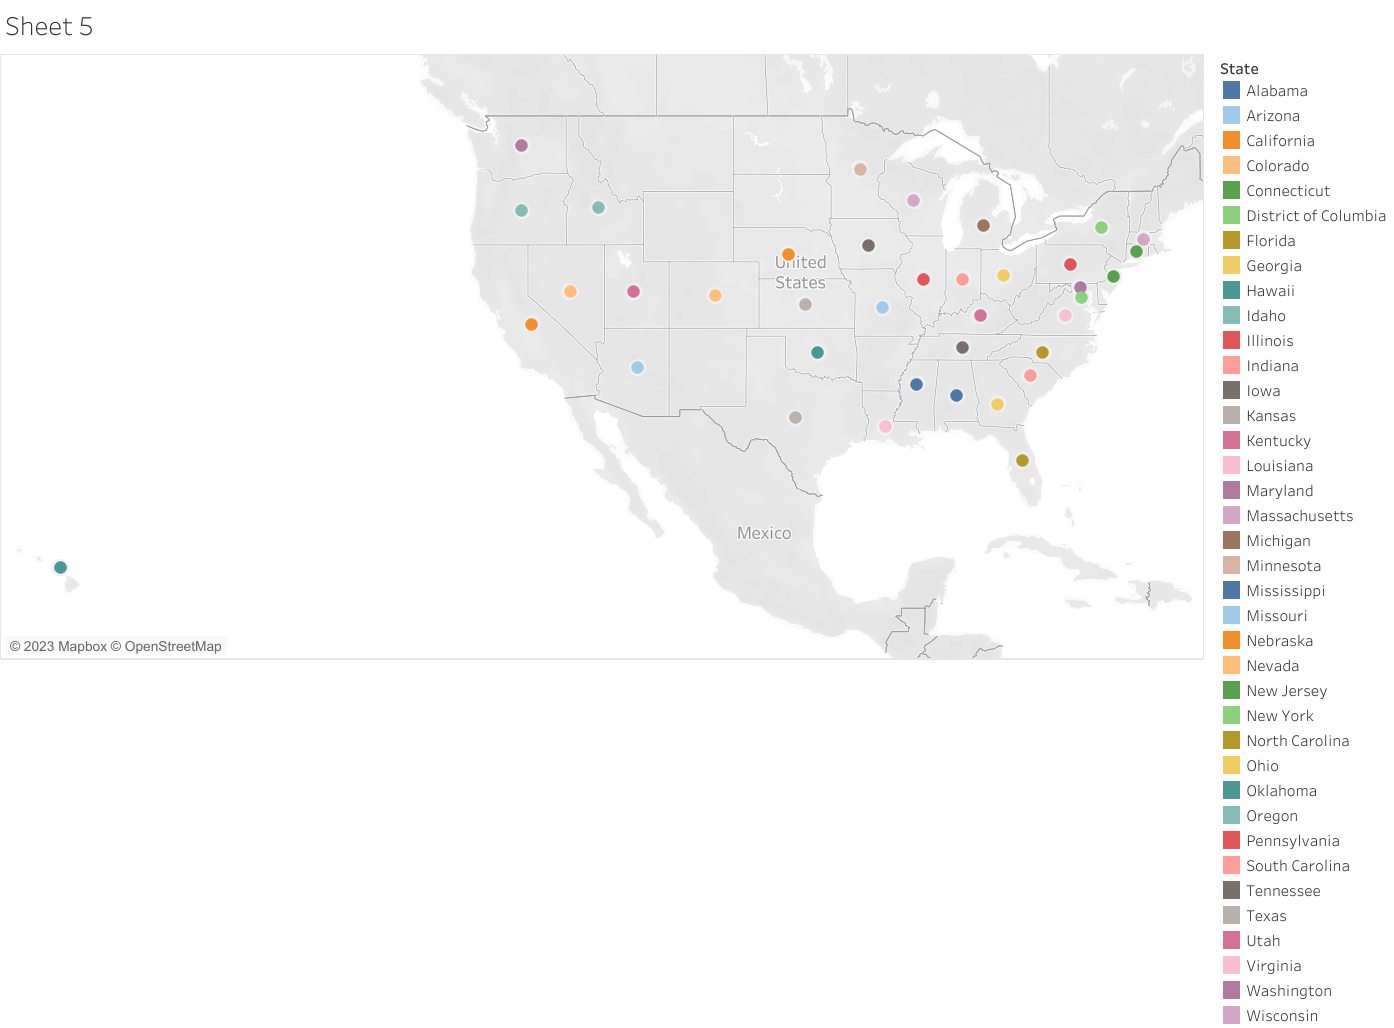 Sheet 5
United
States
Mexico
© 2023 Mapbox © OpenStreetMap
State
Alabama
Arizona
California
Colorado
Connecticut
District of Columbia
Florida
Georgia
Hawaii
Idaho
Illinois
Indiana
Iowa
Kansas
Kentucky
Louisiana
Maryland
Massachusetts
Michigan
Minnesota
Mississippi
Missouri
Nebraska
Nevada
New Jersey
New York
North Carolina
Ohio
Oklahoma
Oregon
Pennsylvania
South Carolina
Tennessee
Texas
Utah
Virginia
Washington
Wisconsin